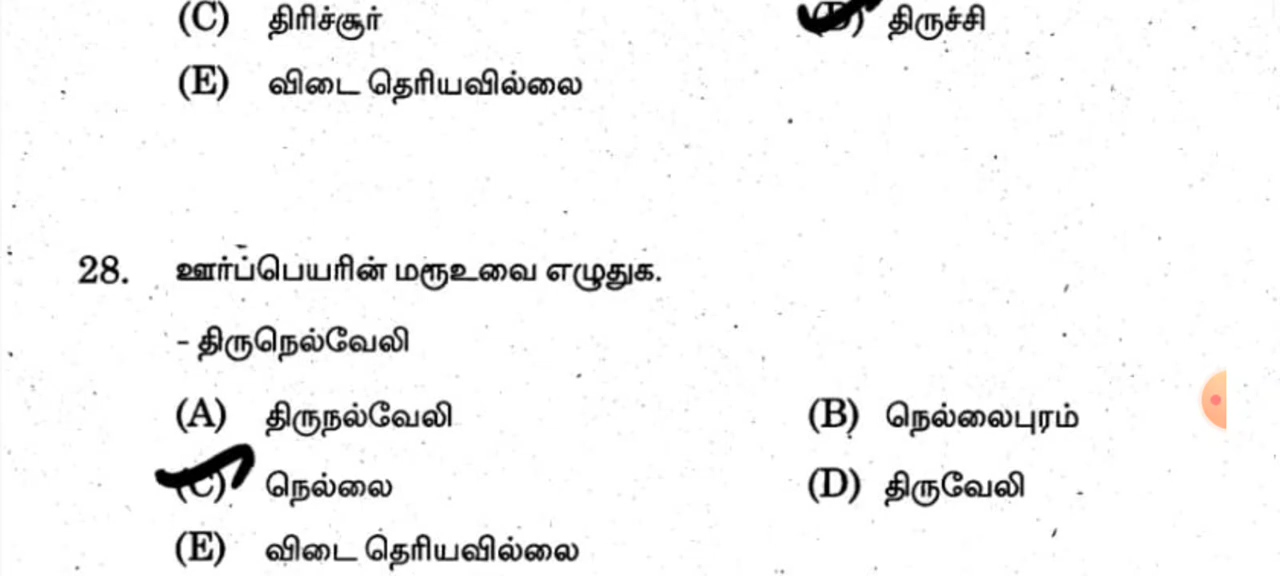 (C) திரிச்சூர் (D) திருச்சி
(E) விடை தெரியவில்லை
28. ஊர்ப்பெயரின் மரூஉவை எழுதுக.
- திருநெல்வேலி
(A) திருநல்வேலி (B) நெல்லைபுரம்
(C) நெல்லை (D) திருவேலி
(E) விடை தெரியவில்லை